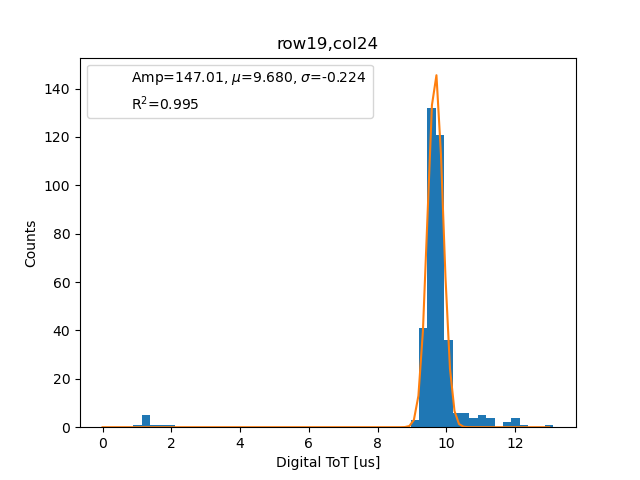 row19,col24
Amp=147.01, μ=9.680, σ=-0.224
R²=0.995
140
120
100
80
60
40
20
0
Counts
0 2 4 6 8 10 12
Digital ToT [us]